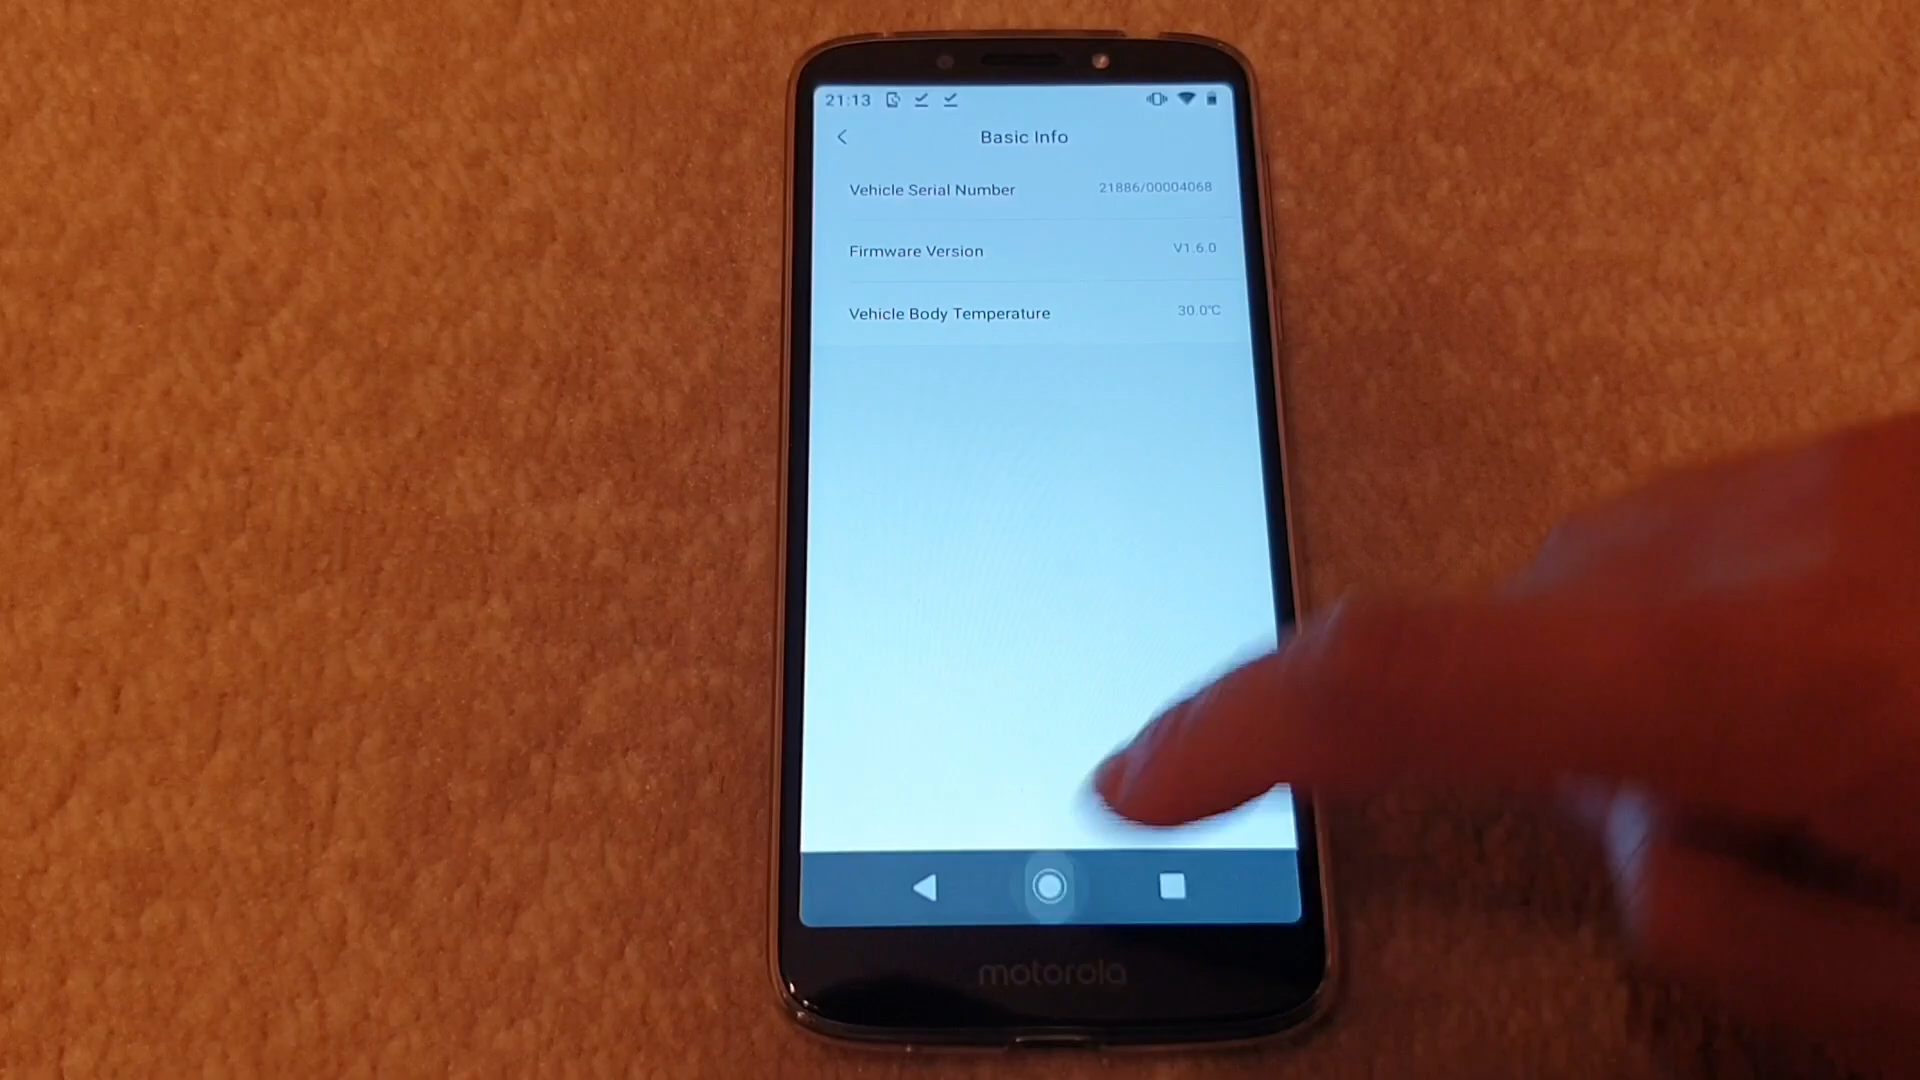 21:13
Basic Info
Vehicle Serial Number 21886/00004068
Firmware Version V1.6.0
Vehicle Body Temperature 30.0℃
motorola